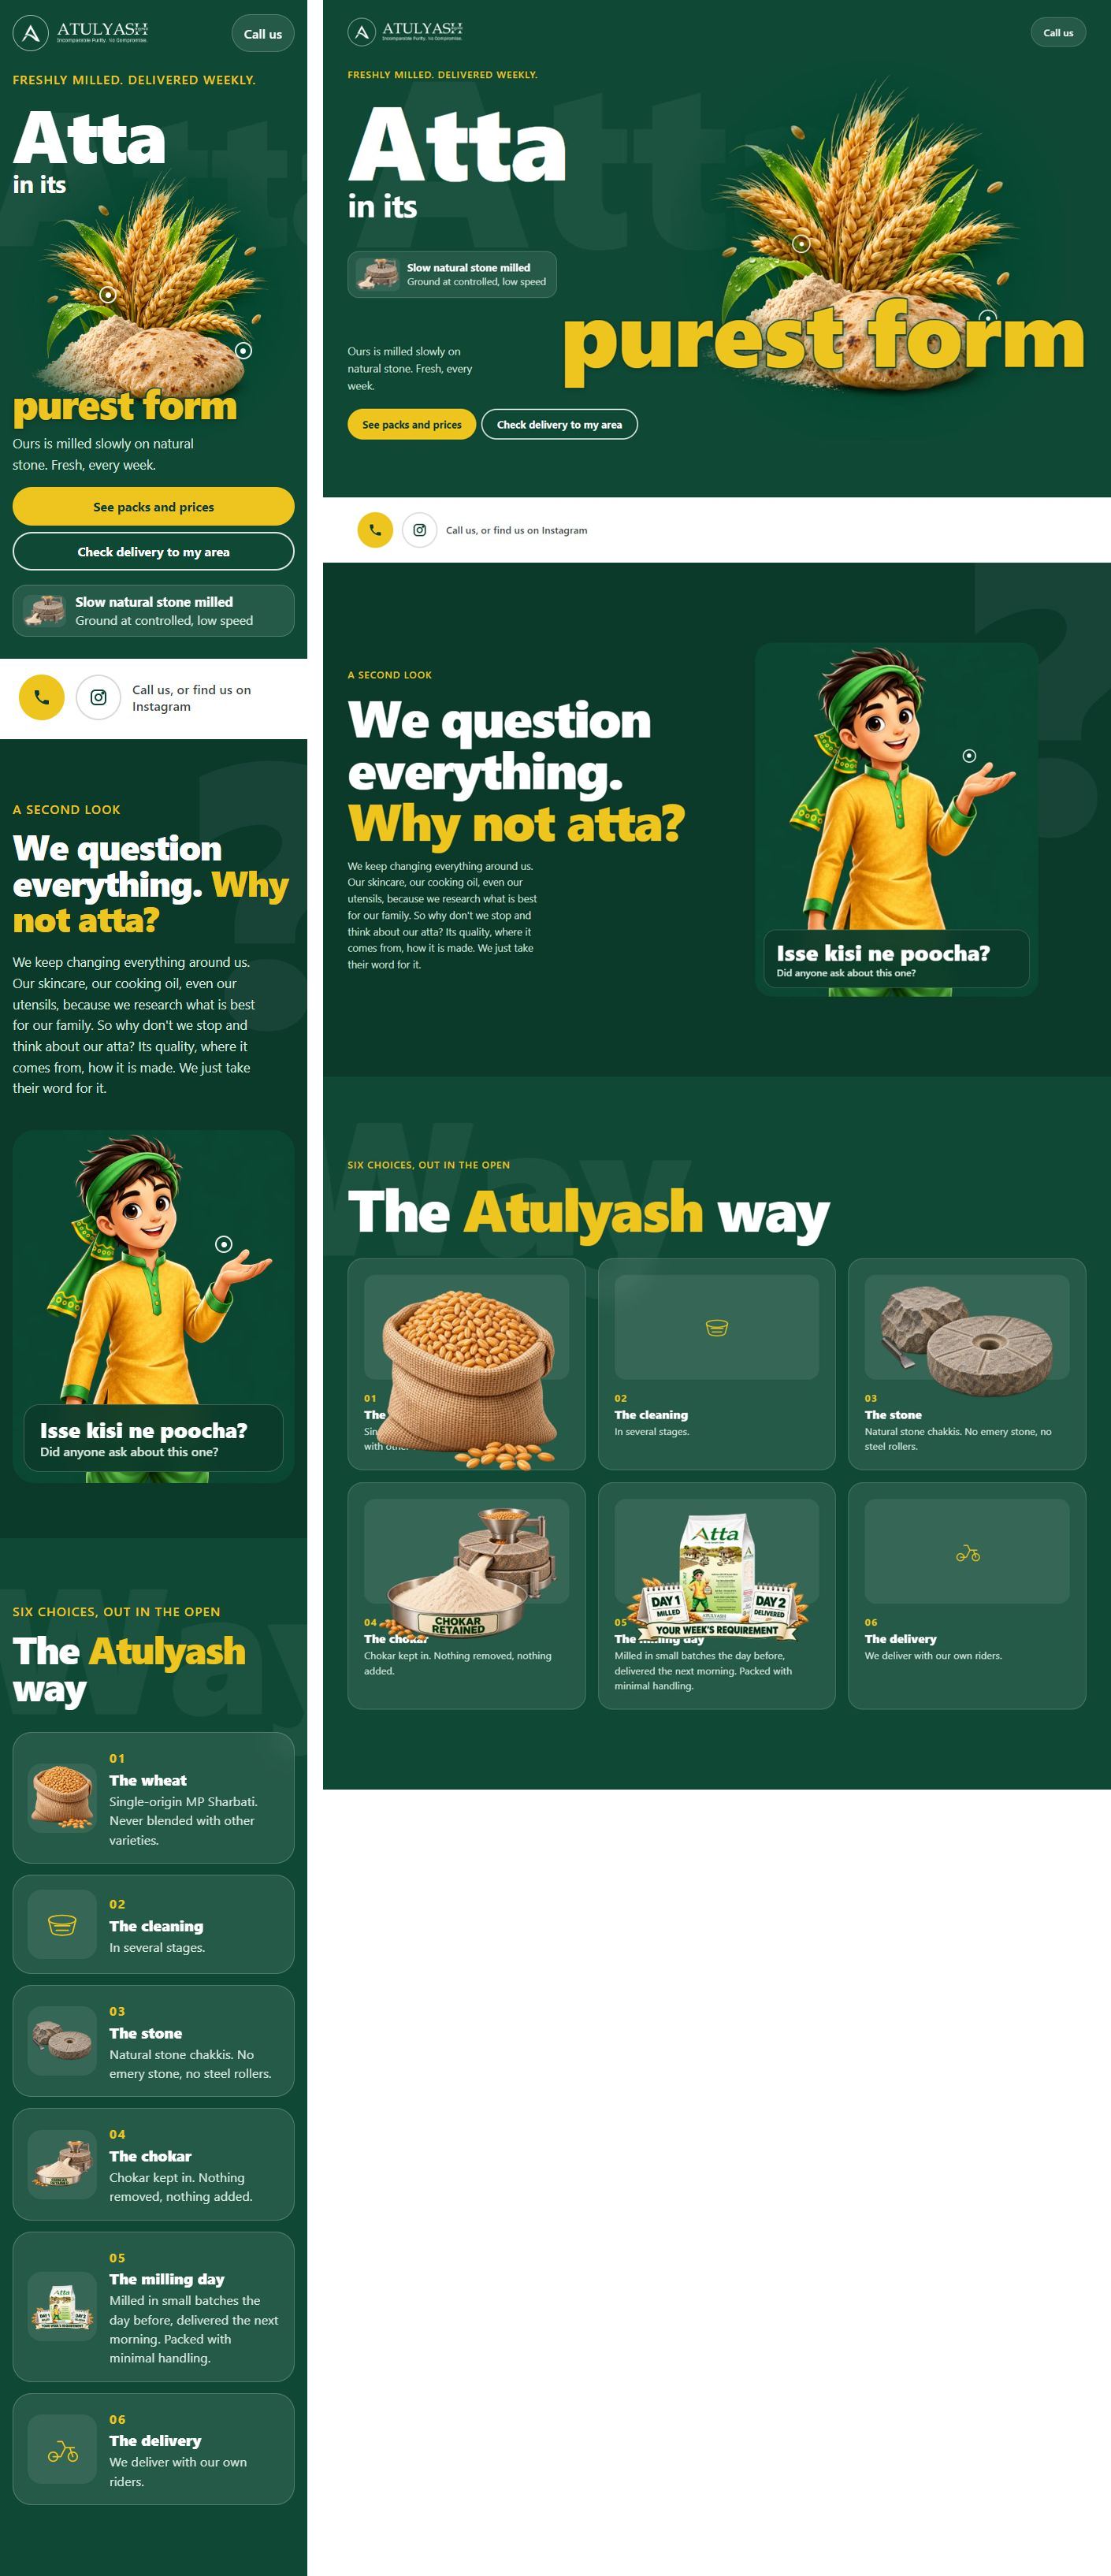 ATULYASH
Incomparable Purity. No Compromise.
Call us
FRESHLY MILLED. DELIVERED WEEKLY.
Atta
in its
purest form
Ours is milled slowly on natural
stone. Fresh, every week.
See packs and prices
Check delivery to my area
Slow natural stone milled
Ground at controlled, low speed
Call us, or find us on
Instagram
A SECOND LOOK
We question
everything. Why
not atta?
We keep changing everything around us.
Our skincare, our cooking oil, even our
utensils, because we research what is best
for our family. So why don't we stop and
think about our atta? Its quality, where it
comes from, how it is made. We just take
their word for it.
Isse kisi ne poocha?
Did anyone ask about this one?
SIX CHOICES, OUT IN THE OPEN
The Atulyash
way
01
The wheat
Single-origin MP Sharbati.
Never blended with other
varieties.
02
The cleaning
In several stages.
03
The stone
Natural stone chakkis. No
emery stone, no steel rollers.
04
The chokar
Chokar kept in. Nothing
removed, nothing added.
05
The milling day
Milled in small batches the
day before, delivered the next
morning. Packed with
minimal handling.
06
The delivery
We deliver with our own
riders.
ATULYASH
Incomparable Purity. No Compromise.
Call us
FRESHLY MILLED. DELIVERED WEEKLY.
Atta
in its
Slow natural stone milled
Ground at controlled, low speed
purest form
Ours is milled slowly on
natural stone. Fresh, every
week.
See packs and prices
Check delivery to my area
Call us, or find us on Instagram
A SECOND LOOK
We question
everything.
Why not atta?
We keep changing everything around us.
Our skincare, our cooking oil, even our
utensils, because we research what is best
for our family. So why don't we stop and
think about our atta? Its quality, where it
comes from, how it is made. We just take
their word for it.
Isse kisi ne poocha?
Did anyone ask about this one?
Way
SIX CHOICES, OUT IN THE OPEN
The Atulyash way
01
The
with
02
The cleaning
In several stages.
03
The stone
Natural stone chakkis. No emery stone, no
steel rollers.
CHOKAR
RETAINED
04
The chokar
Chokar kept in. Nothing removed, nothing
added.
Atta
DAY 1
MILLED
DAY 2
DELIVERED
YOUR WEEK'S REQUIREMENT
05
The milling day
Milled in small batches the day before,
delivered the next morning. Packed with
minimal handling.
06
The delivery
We deliver with our own riders.